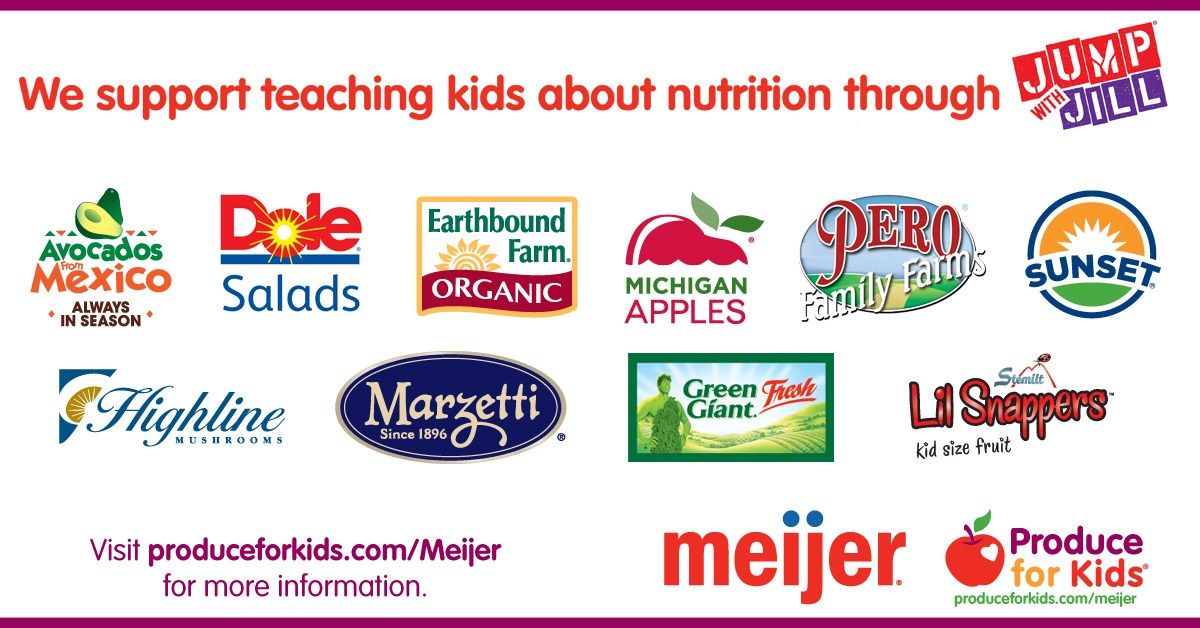 We support teaching kids about nutrition through
JUMP
WITH
JILL
Avocados
From
Mexico
ALWAYS
IN SEASON
Dole®
Salads
Earthbound
Farm®
ORGANIC
®
MICHIGAN
APPLES
PERO®
Family Farms
SUNSET®
Highline
MUSHROOMS
Marzetti
Since 1896
®
Green
Giant.
Fresh
Stemilt
Lil Snappers™
kid size fruit
Visit produceforkids.com/Meijer
for more information.
meijer®
Produce
for Kids®
produceforkids.com/meijer